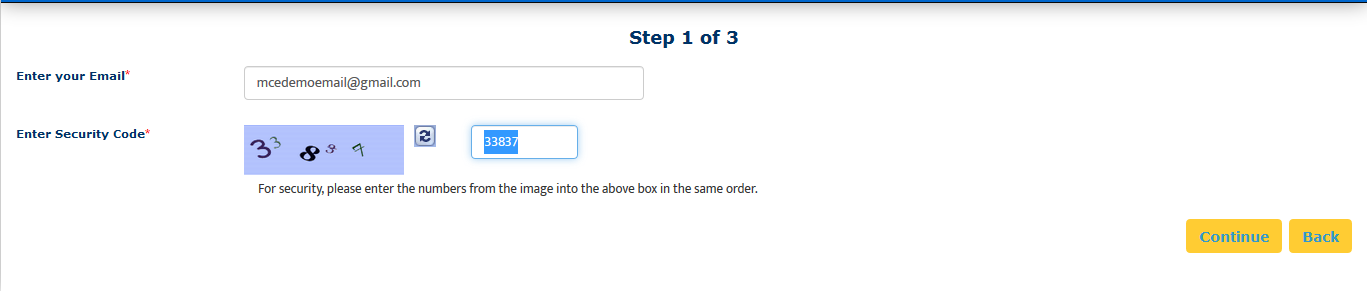 Step 1 of 3
Enter your Email*
mcedemoemail@gmail.com
Enter Security Code*
33837
33837
For security, please enter the numbers from the image into the above box in the same order.
Continue
Back